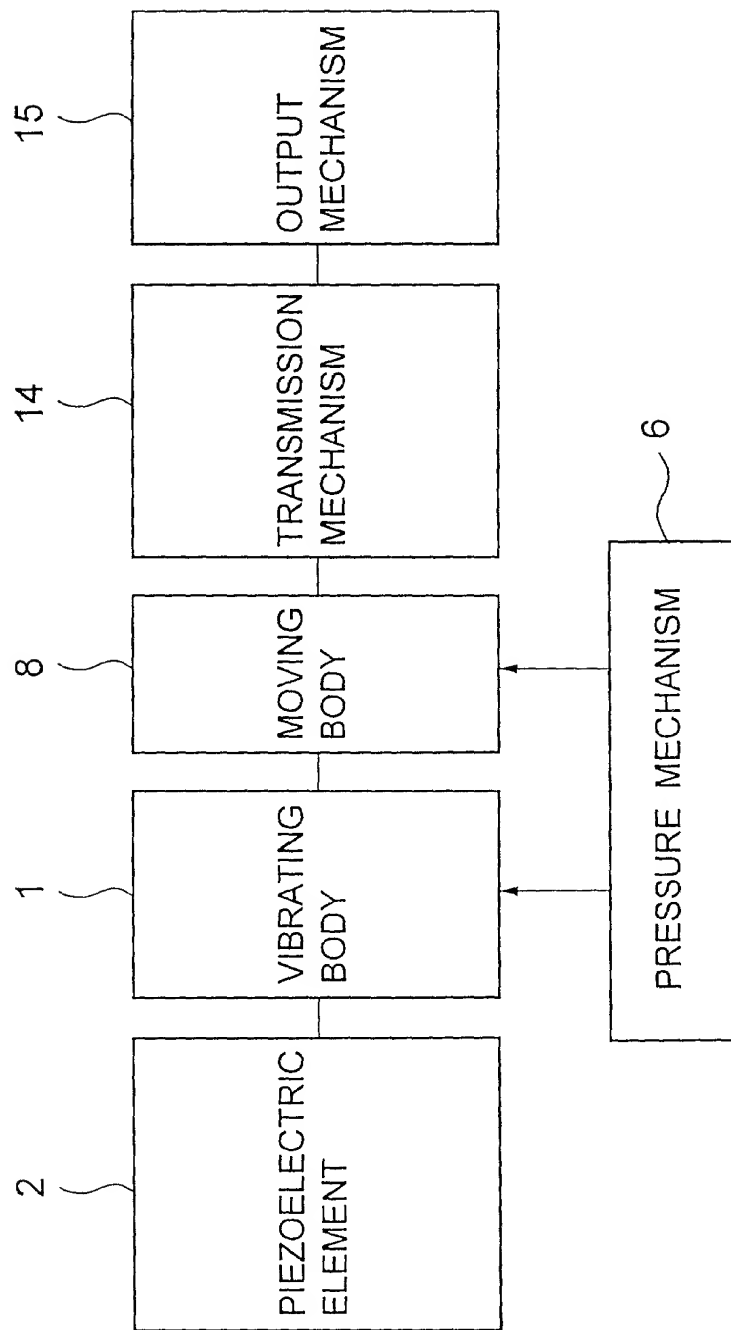 2
1
8
14
15
PIEZOELECTRIC
ELEMENT
VIBRATING
BODY
MOVING
BODY
TRANSMISSION
MECHANISM
OUTPUT
MECHANISM
6
PRESSURE MECHANISM